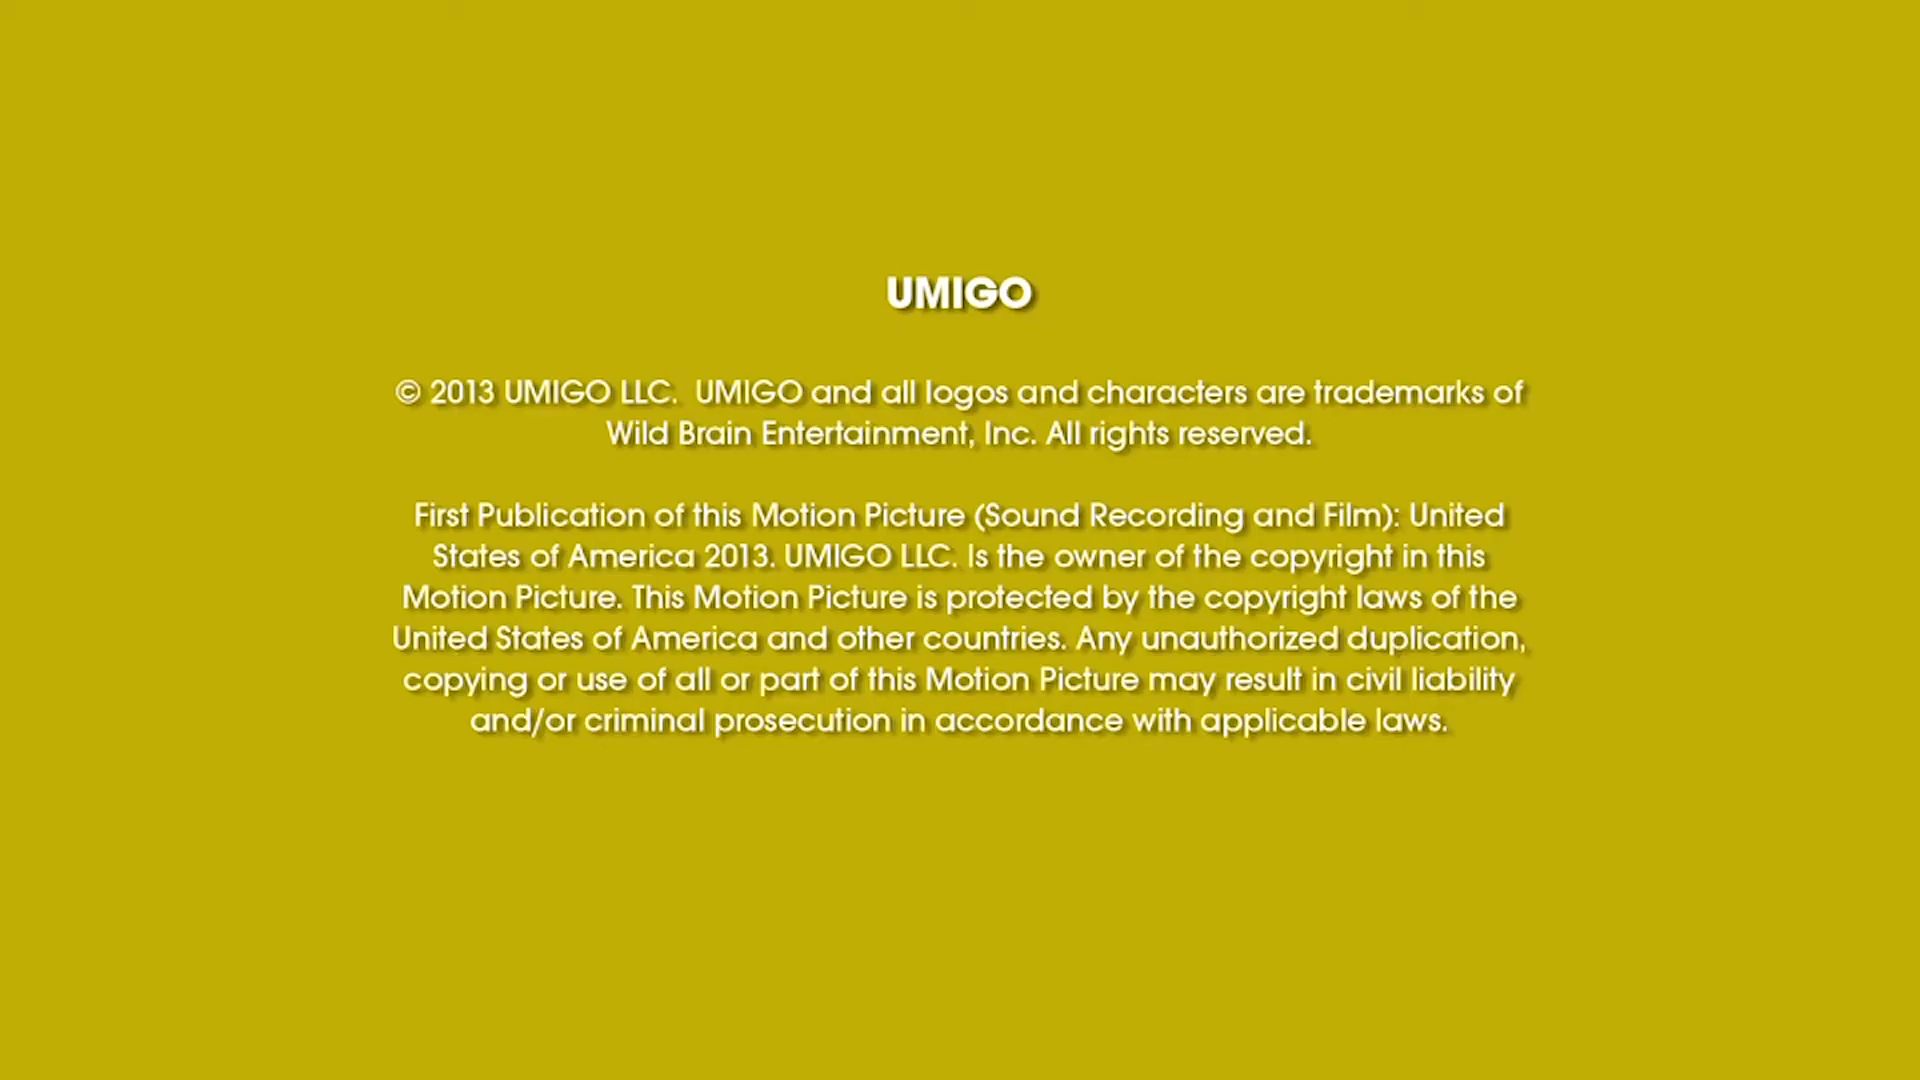 UMIGO
© 2013 UMIGO LLC.  UMIGO and all logos and characters are trademarks of
Wild Brain Entertainment, Inc. All rights reserved.
First Publication of this Motion Picture (Sound Recording and Film): United
States of America 2013. UMIGO LLC. Is the owner of the copyright in this
Motion Picture. This Motion Picture is protected by the copyright laws of the
United States of America and other countries. Any unauthorized duplication,
copying or use of all or part of this Motion Picture may result in civil liability
and/or criminal prosecution in accordance with applicable laws.